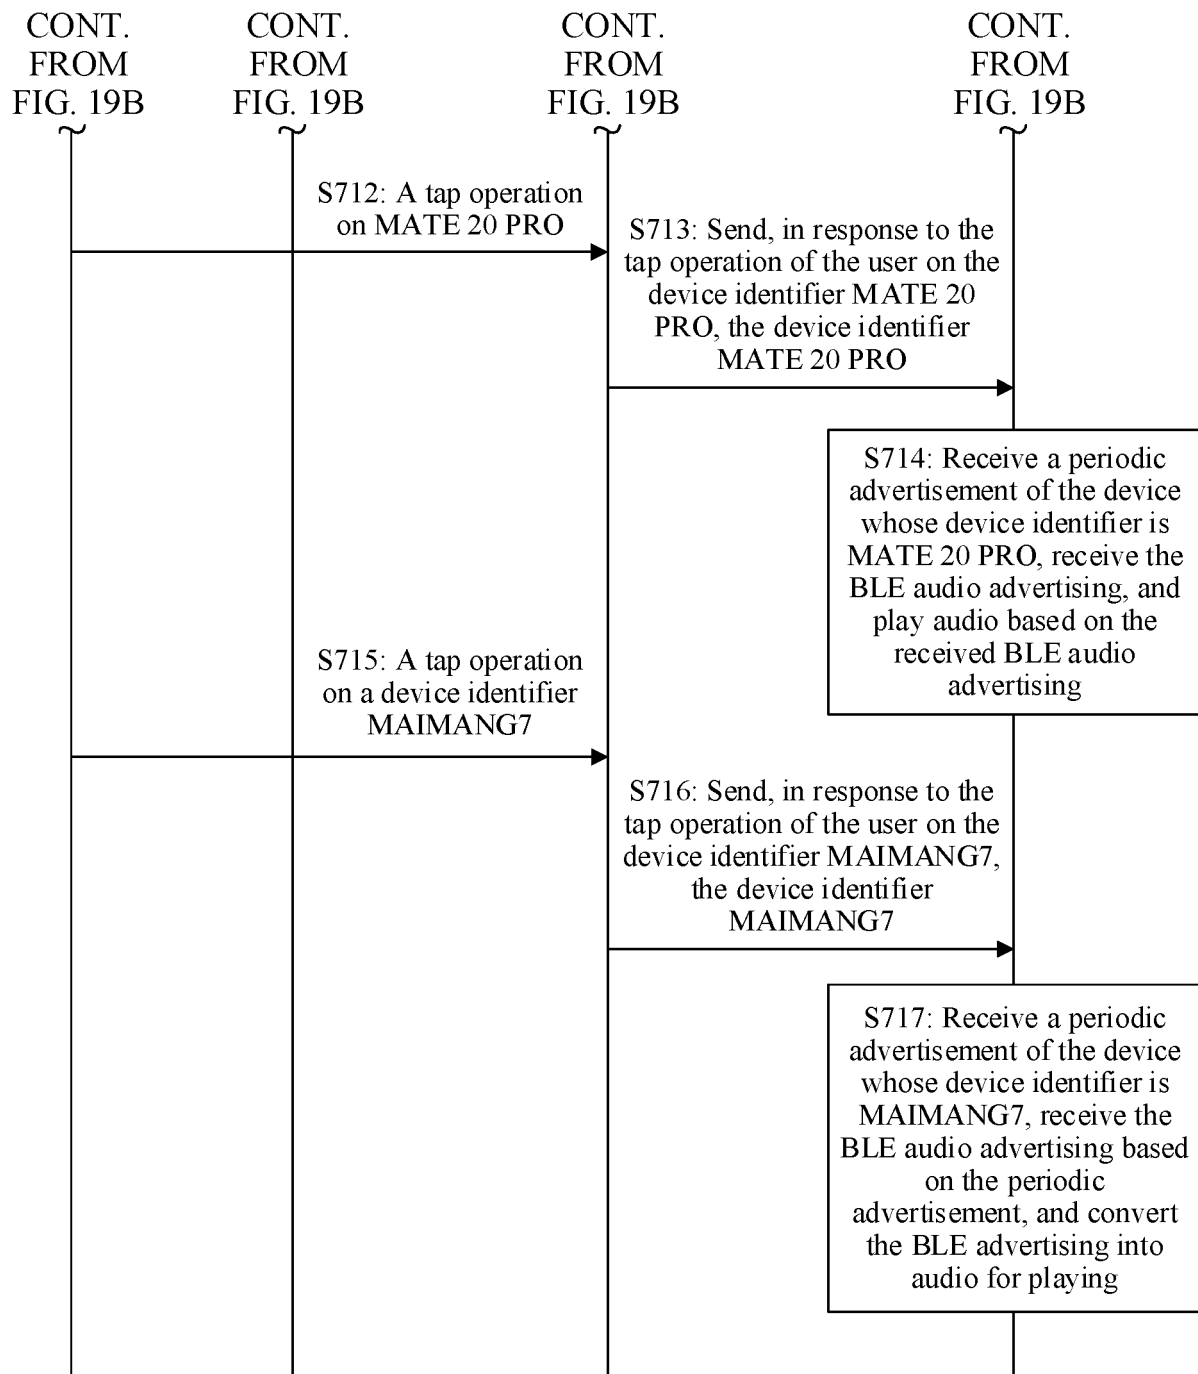 CONT.
FROM
FIG. 19B
CONT.
FROM
FIG. 19B
CONT.
FROM
FIG. 19B
CONT.
FROM
FIG. 19B
S712: A tap operation
on MATE 20 PRO
S713: Send, in response to the
tap operation of the user on the
device identifier MATE 20
PRO, the device identifier
MATE 20 PRO
S714: Receive a periodic
advertisement of the device
whose device identifier is
MATE 20 PRO, receive the
BLE audio advertising, and
play audio based on the
received BLE audio
advertising
S715: A tap operation
on a device identifier
MAIMANG7
S716: Send, in response to the
tap operation of the user on the
device identifier MAIMANG7,
the device identifier
MAIMANG7
S717: Receive a periodic
advertisement of the device
whose device identifier is
MAIMANG7, receive the
BLE audio advertising based
on the periodic
advertisement, and convert
the BLE advertising into
audio for playing